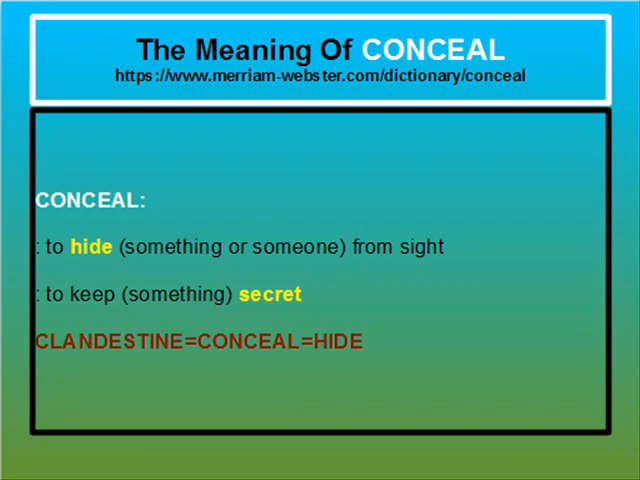 The Meaning Of CONCEAL
https://www.merriam-webster.com/dictionary/conceal
CONCEAL:
: to hide (something or someone) from sight
: to keep (something) secret
CLANDESTINE=CONCEAL=HIDE